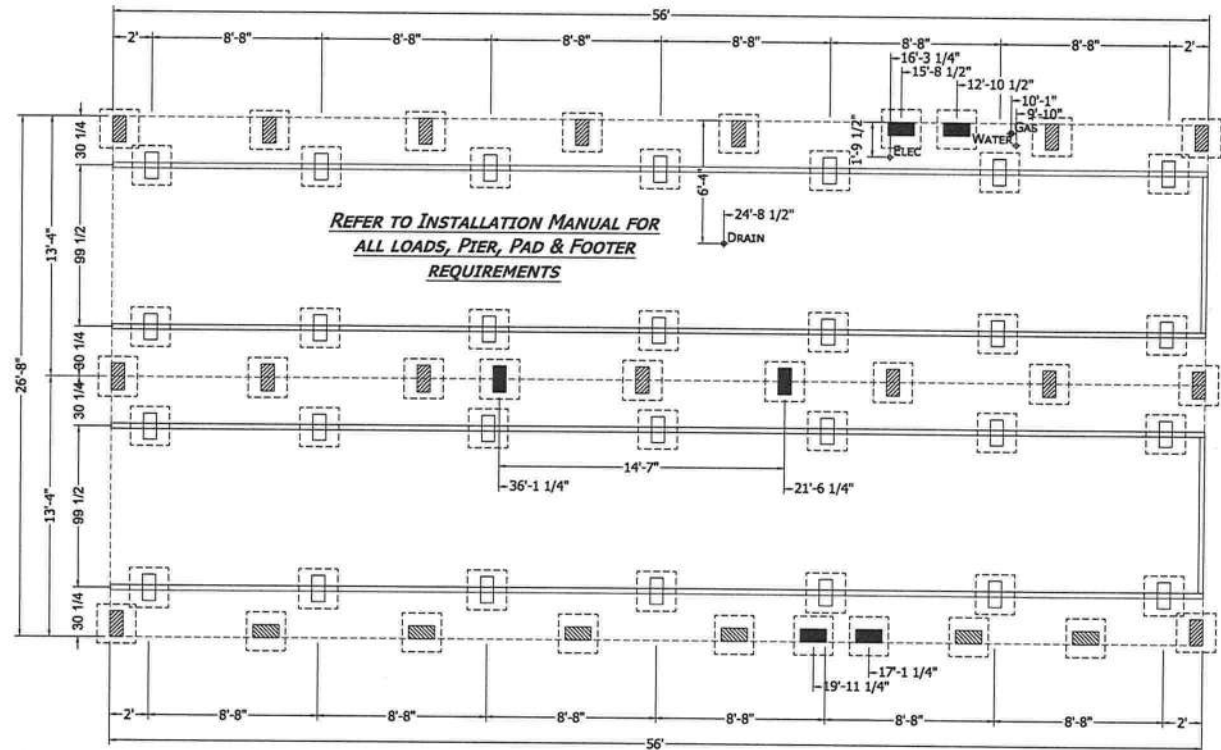 56'
2' 8'-8" 8'-8" 8'-8" 8'-8" 8'-8" 8'-8" 2'
16'-3 1/4"
15'-8 1/2"
12'-10 1/2"
10'-1"
9'-10"
GAS
WATER
ELEC
1'-9 1/2"
6'-4"
24'-8 1/2"
DRAIN
REFER TO INSTALLATION MANUAL FOR
ALL LOADS, PIER, PAD & FOOTER
REQUIREMENTS
26'-8"
13'-4"
13'-4"
30 1/4
99 1/2
30 1/4
30 1/4
99 1/2
30 1/4
14'-7"
36'-1 1/4"
21'-6 1/4"
17'-1 1/4"
19'-11 1/4"
2' 8'-8" 8'-8" 8'-8" 8'-8" 8'-8" 8'-8" 2'
56'